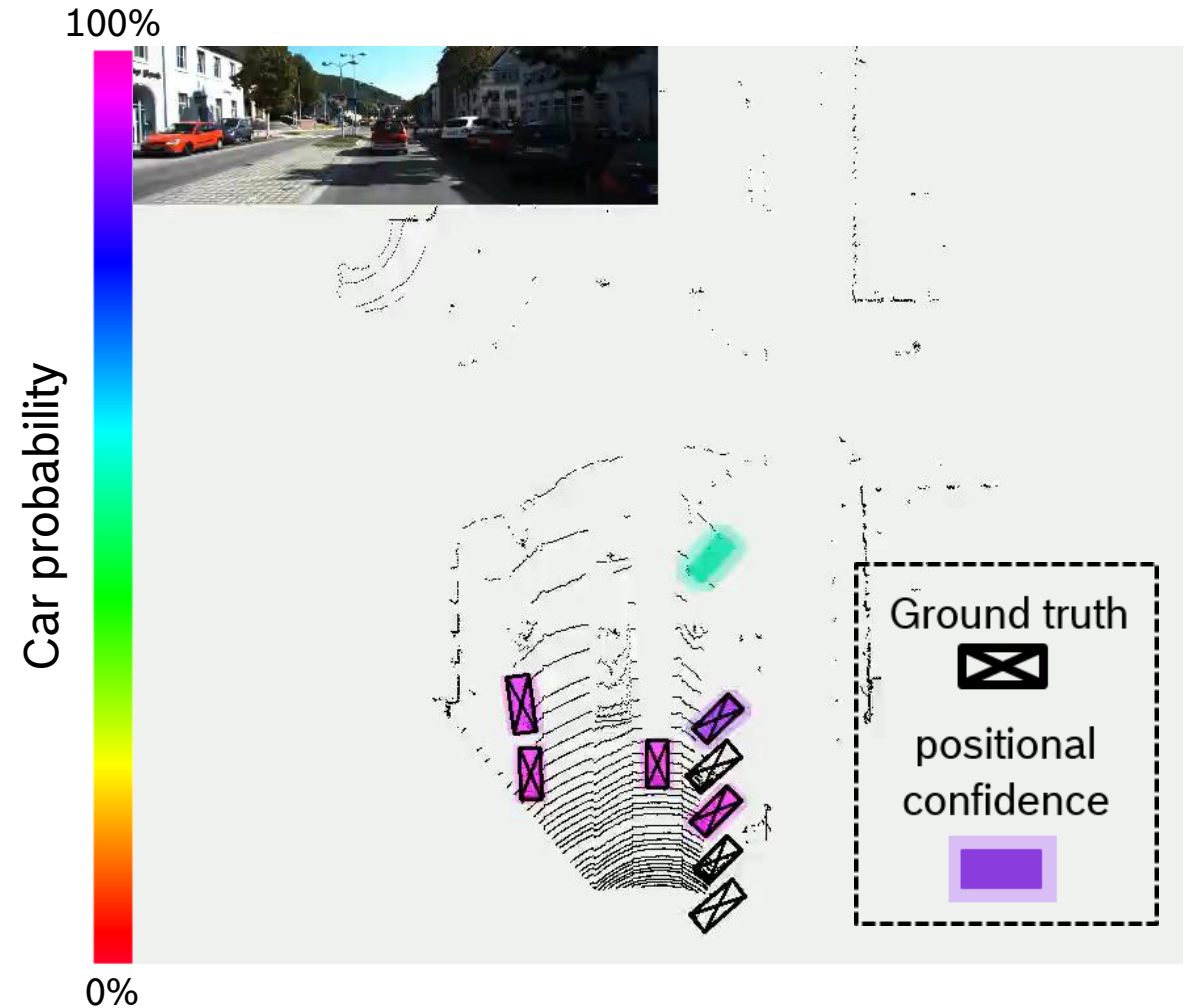 100%
Car probability
Ground truth
positional
confidence
0%